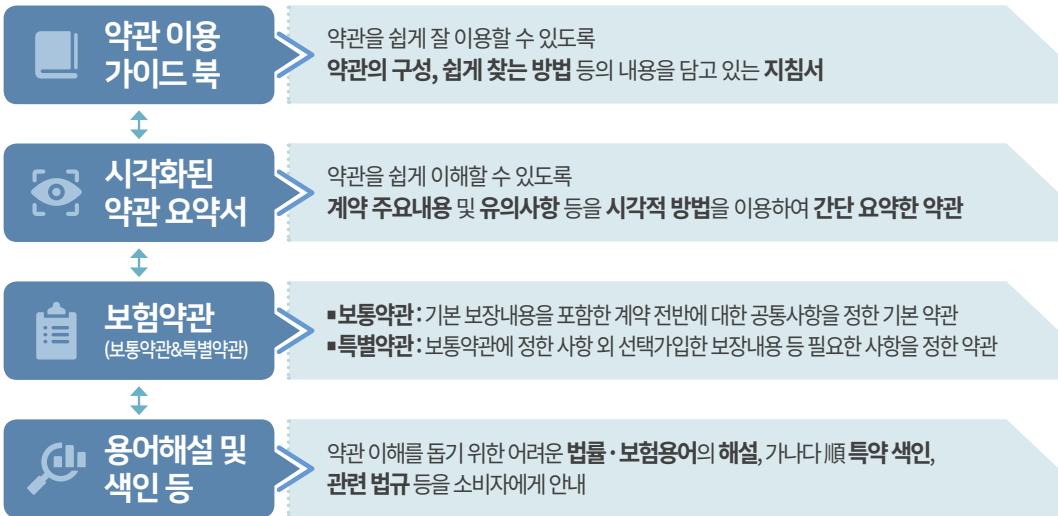 약관 이용
가이드 북
약관을 쉽게 잘 이용할 수 있도록
약관의 구성, 쉽게 찾는 방법 등의 내용을 담고 있는 지침서
시각화된
약관 요약서
약관을 쉽게 이해할 수 있도록
계약 주요내용 및 유의사항 등을 시각적 방법을 이용하여 간단 요약한 약관
보험약관
(보통약관&특별약관)
▪보통약관 : 기본 보장내용을 포함한 계약 전반에 대한 공통사항을 정한 기본 약관
▪특별약관 : 보통약관에 정한 사항 외 선택가입한 보장내용 등 필요한 사항을 정한 약관
용어해설 및
색인 등
약관 이해를 돕기 위한 어려운 법률·보험용어의 해설, 가나다 順 특약 색인,
관련 법규 등을 소비자에게 안내